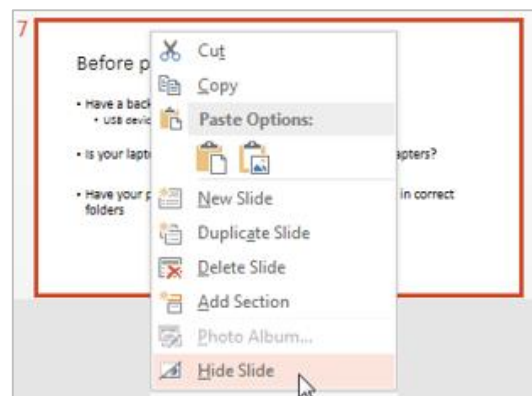 7
Before p
• Have a back
• USB devic
• Is your lapt apters?
• Have your p in correct
folders
Cut
Copy
Paste Options:
New Slide
Duplicate Slide
Delete Slide
Add Section
Photo Album...
Hide Slide